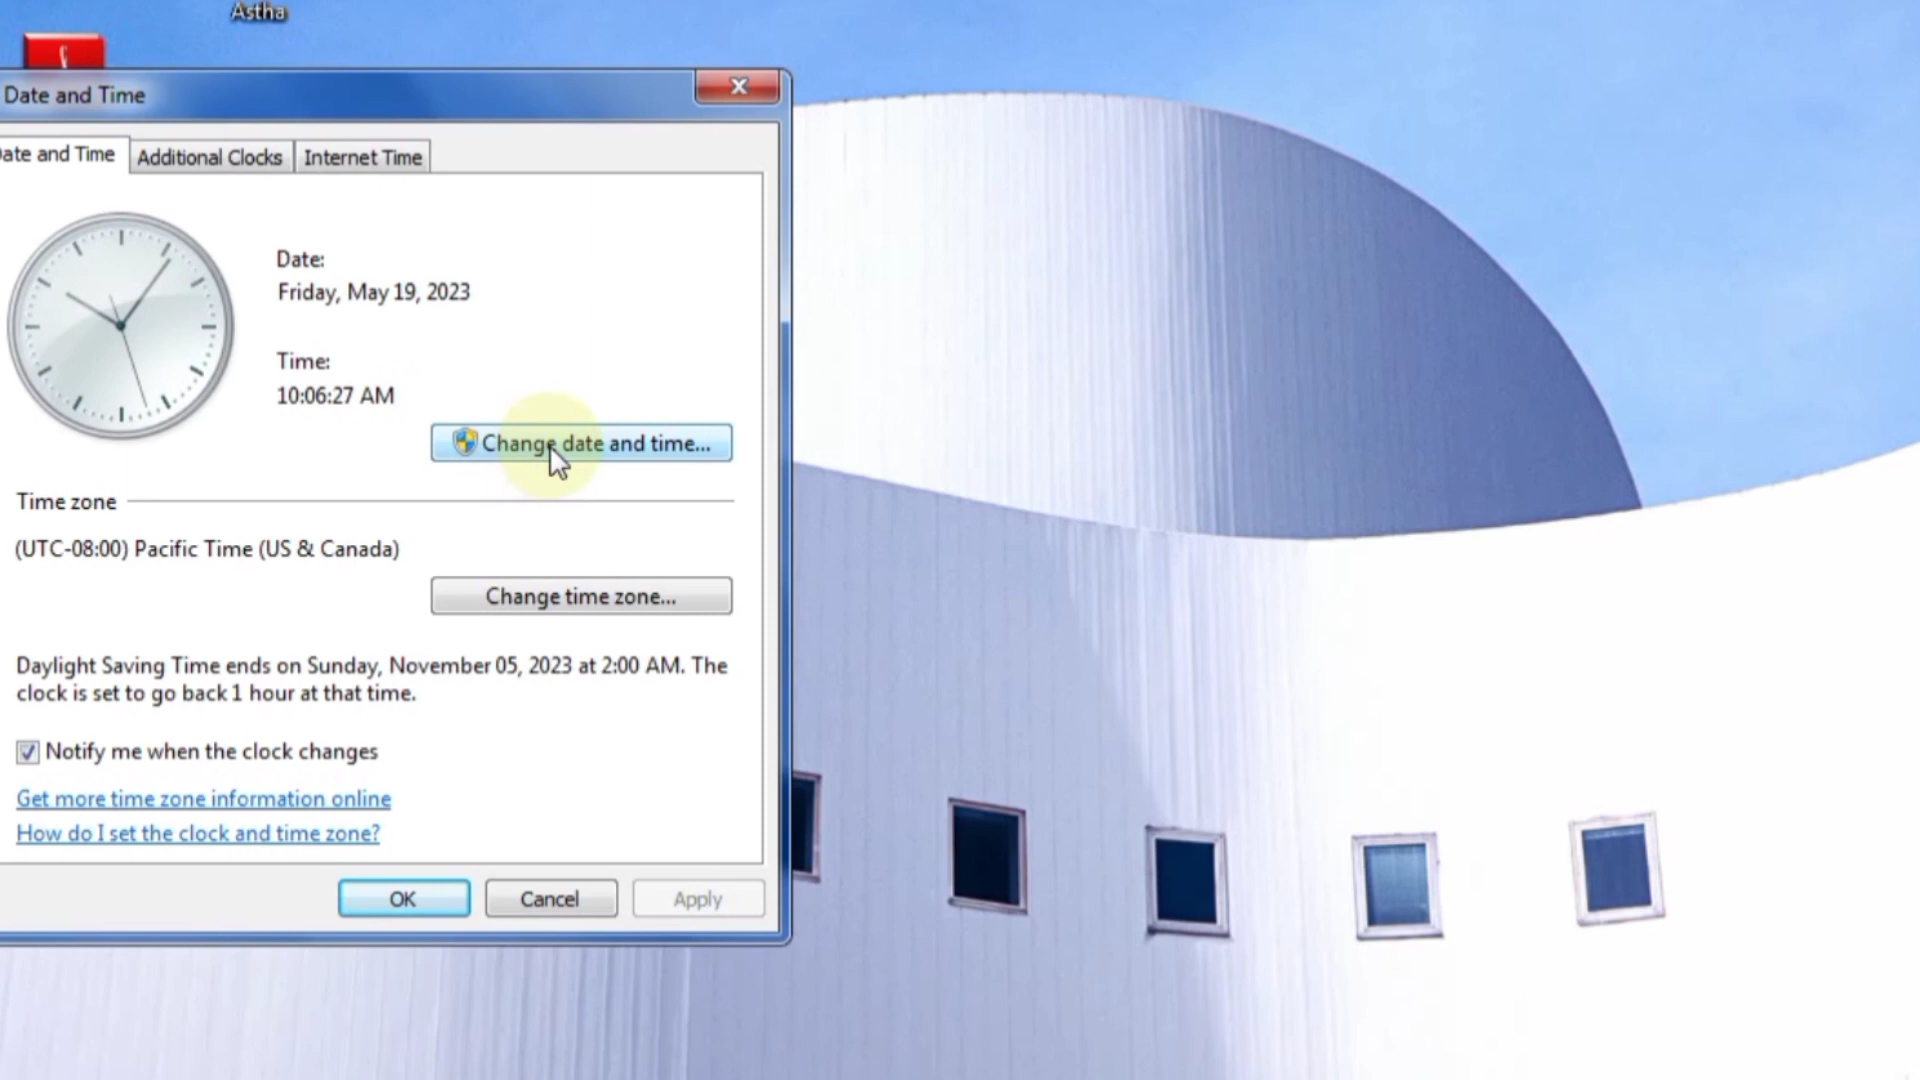 Astha
Date and Time
Date and Time
Additional Clocks
Internet Time
Date:
Friday, May 19, 2023
Time:
10:06:27 AM
Change date and time...
Time zone
(UTC-08:00) Pacific Time (US & Canada)
Change time zone...
Daylight Saving Time ends on Sunday, November 05, 2023 at 2:00 AM. The
clock is set to go back 1 hour at that time.
Notify me when the clock changes
Get more time zone information online
How do I set the clock and time zone?
OK
Cancel
Apply